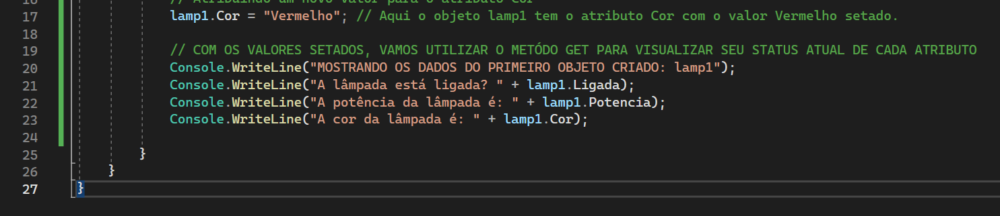 16 // Atribuindo um novo valor para o atributo Cor
17 lamp1.Cor = "Vermelho"; // Aqui o objeto lamp1 tem o atributo Cor com o valor Vermelho setado.
18
19 // COM OS VALORES SETADOS, VAMOS UTILIZAR O METÓDO GET PARA VISUALIZAR SEU STATUS ATUAL DE CADA ATRIBUTO
20 Console.WriteLine("MOSTRANDO OS DADOS DO PRIMEIRO OBJETO CRIADO: lamp1");
21 Console.WriteLine("A lâmpada está ligada? " + lamp1.Ligada);
22 Console.WriteLine("A potência da lâmpada é: " + lamp1.Potencia);
23 Console.WriteLine("A cor da lâmpada é: " + lamp1.Cor);
24
25 }
26 }
27 }